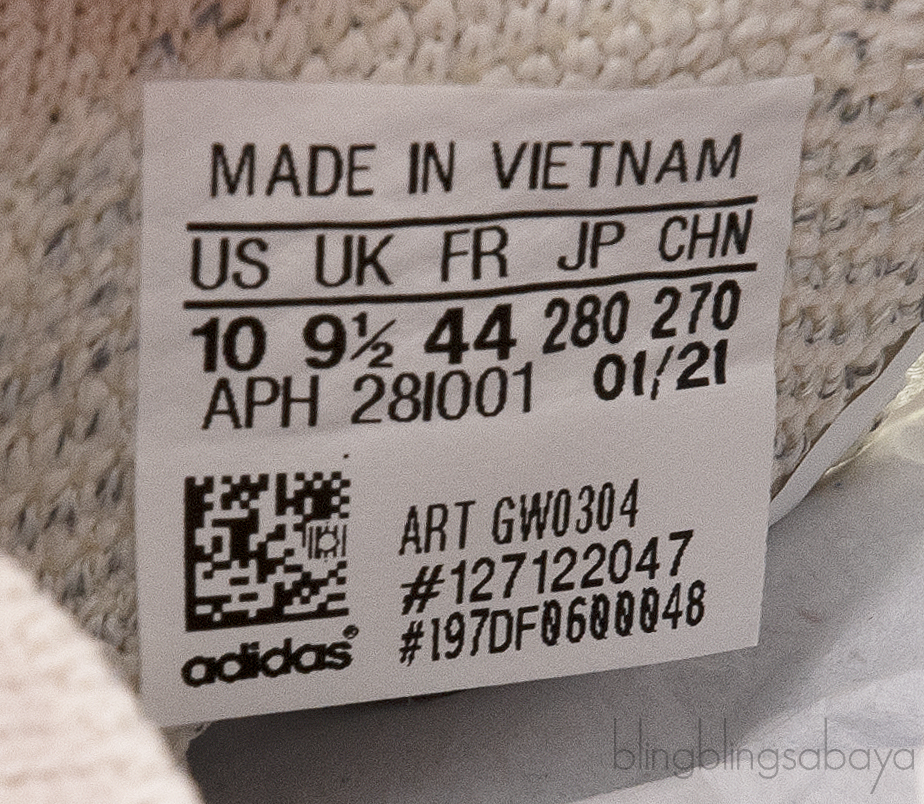 MADE IN VIETNAM
US UK FR JP CHN
10 9½ 44 280 270
APH 28I001 01/21
ART GW0304
#127122047
#197DF0600048
adidas®
blingblingsabaya